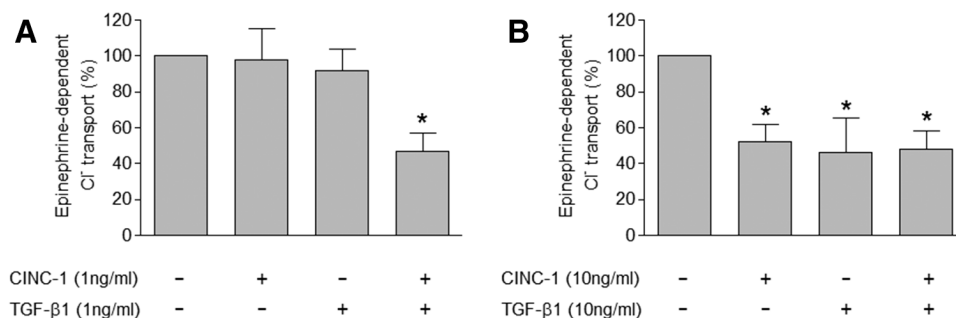 A
Epinephrine-dependent
Cl⁻ transport (%)
120
100
80
60
40
20
0
*
CINC-1 (1ng/ml) - + - +
TGF-β1 (1ng/ml) - - + +
B
Epinephrine-dependent
Cl⁻ transport (%)
120
100
80
60
40
20
0
* * *
CINC-1 (10ng/ml) - + - +
TGF-β1 (10ng/ml) - - + +